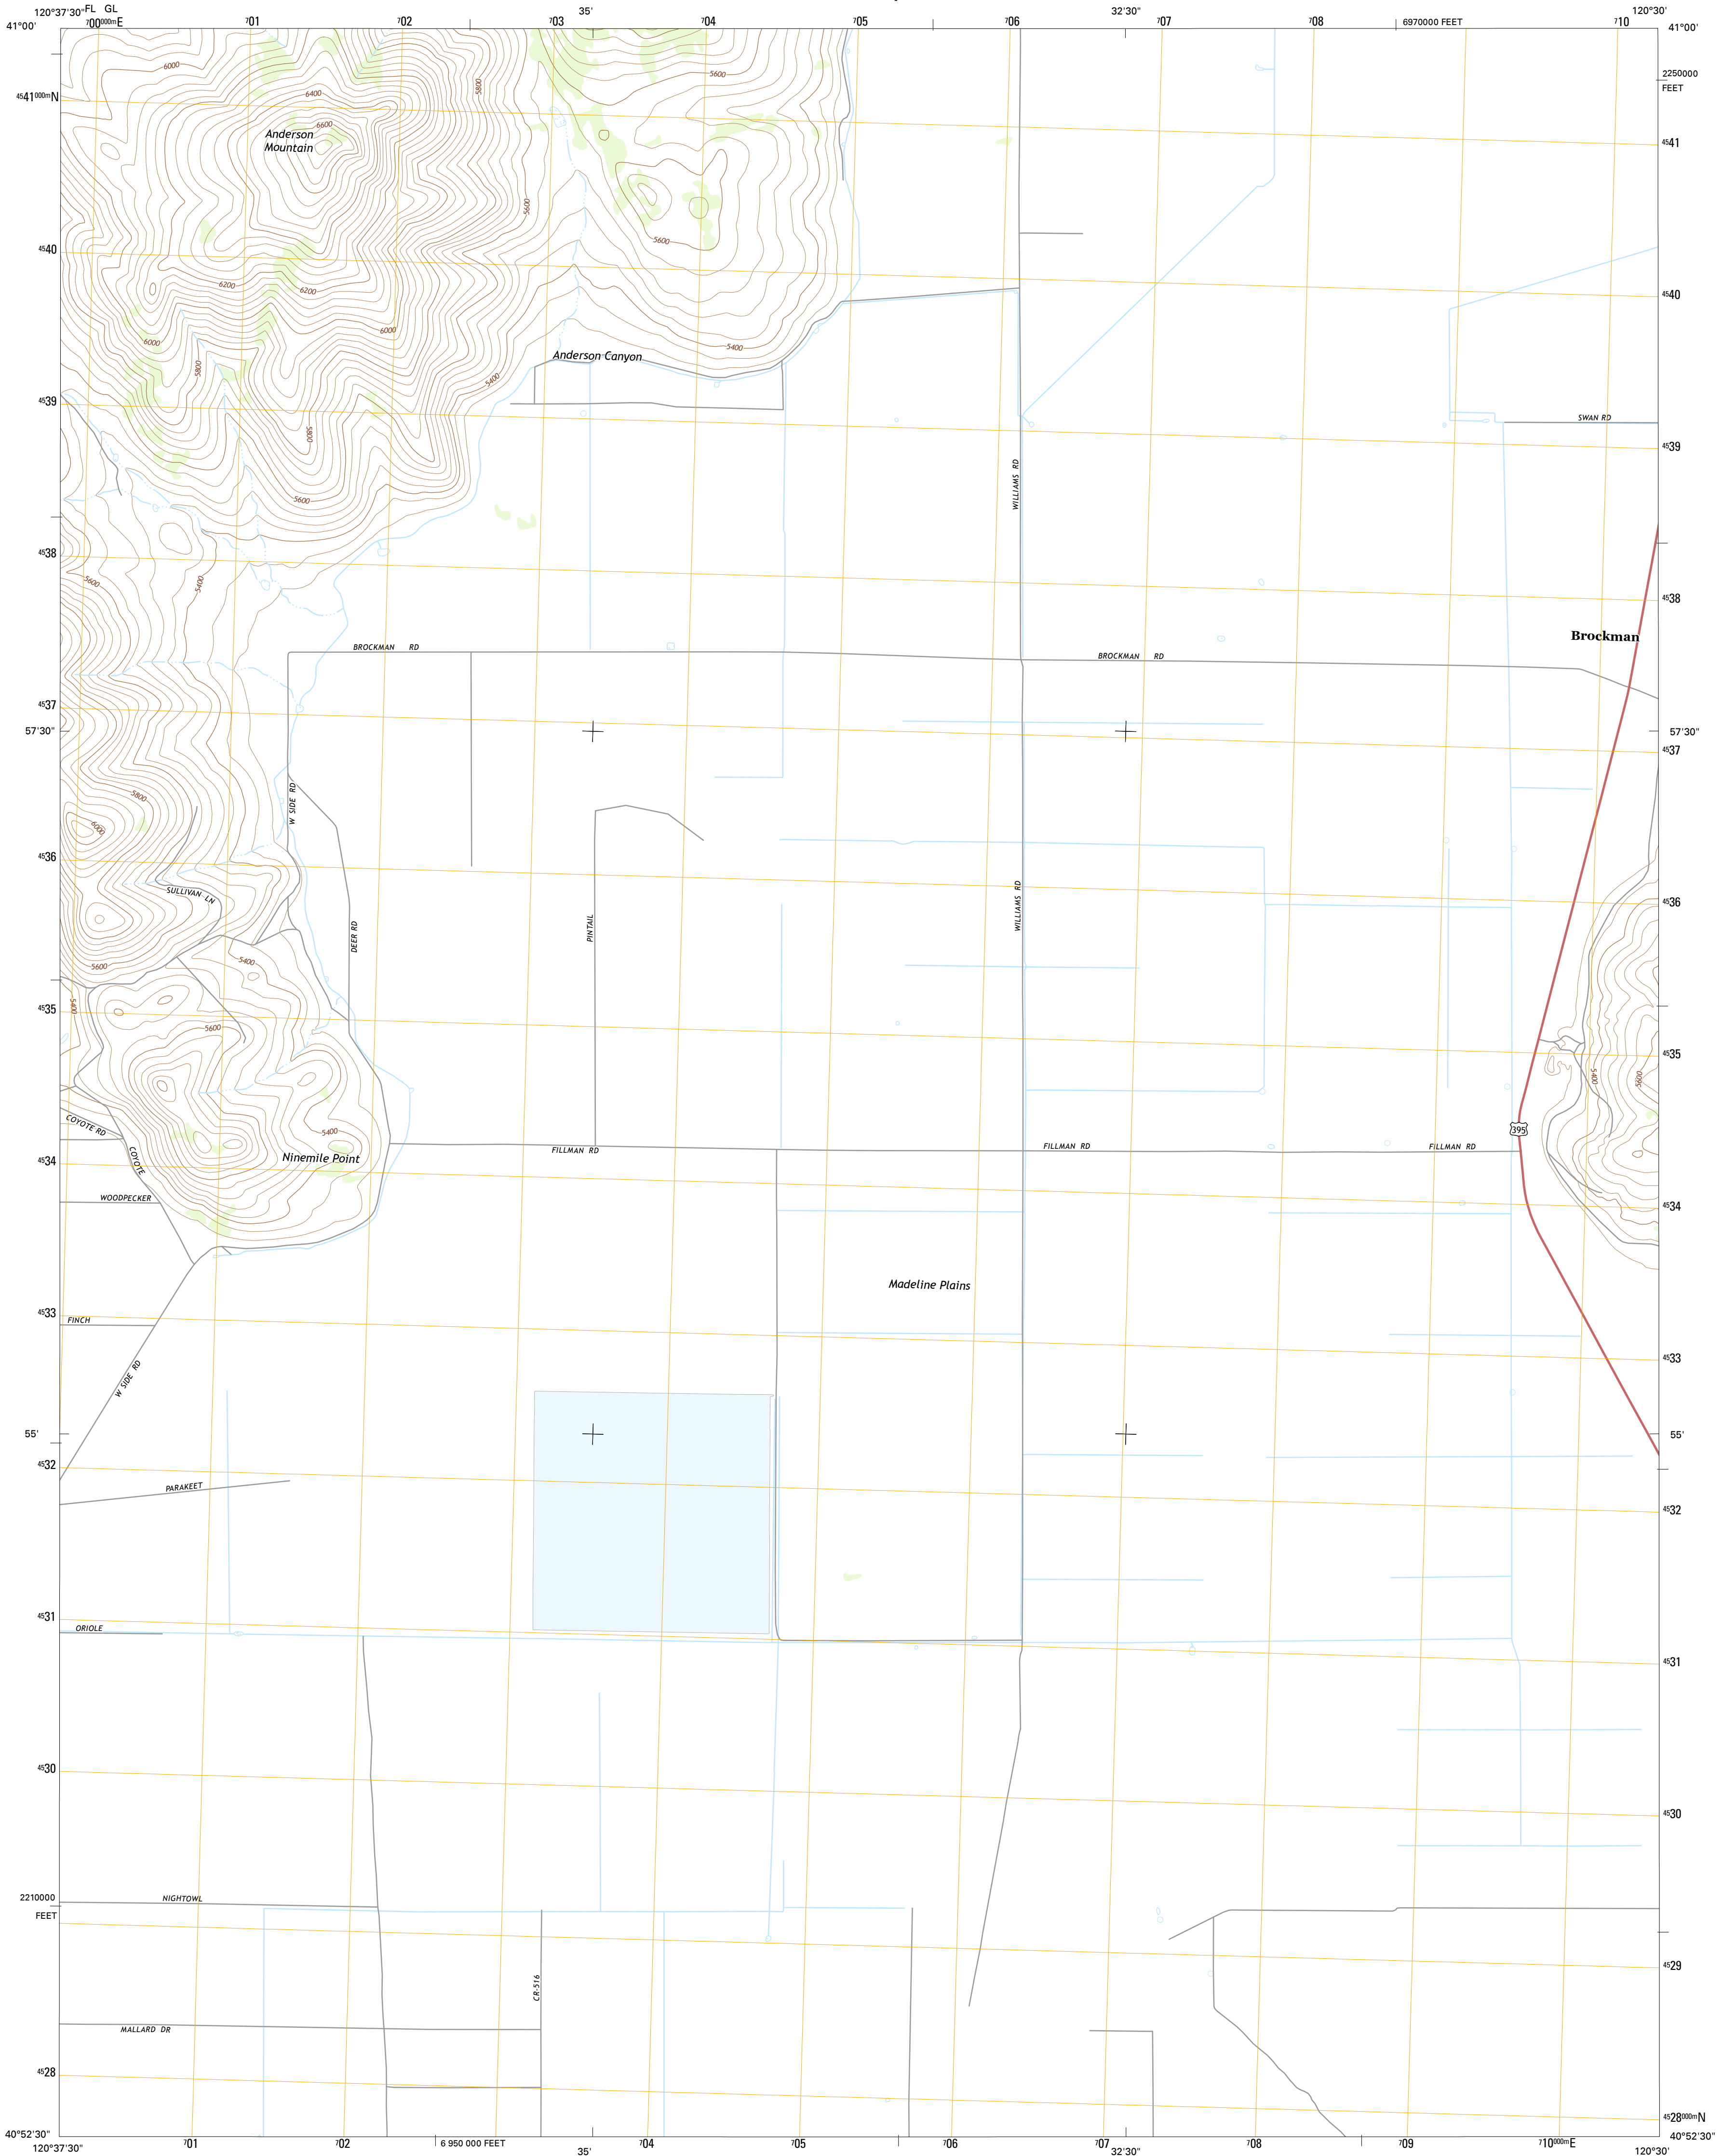 120°37'30"
FL GL
⁷00⁰⁰⁰ᵐE
⁷01
⁷02
⁷03
35'
⁷04
⁷05
⁷06
32'30"
⁷07
⁷08
6970000 FEET
⁷10
120°30'
41°00'
41°00'
6000
5800
5600
2250000
FEET
⁴⁵41⁰⁰⁰ᵐN
6400
6600
Anderson
Mountain
⁴⁵41
5600
5600
⁴⁵40
6200
6200
⁴⁵40
6000
6000
5400
Anderson Canyon
5800
5400
⁴⁵39
SWAN RD
5800
⁴⁵39
WILLIAMS RD
5600
⁴⁵38
5600
5400
⁴⁵38
Brockman
BROCKMAN RD
BROCKMAN RD
⁴⁵37
57'30"
57'30"
⁴⁵37
5800
W SIDE RD
6000
⁴⁵36
SULLIVAN LN
WILLIAMS RD
⁴⁵36
PINTAIL
DEER RD
5400
5600
5400
⁴⁵35
5600
⁴⁵35
5400
5600
COYOTE RD
5400
395
COYOTE
FILLMAN RD
FILLMAN RD
FILLMAN RD
Ninemile Point
⁴⁵34
WOODPECKER
⁴⁵34
Madeline Plains
⁴⁵33
FINCH
⁴⁵33
W SIDE RD
55'
55'
⁴⁵32
PARAKEET
⁴⁵32
⁴⁵31
ORIOLE
⁴⁵31
⁴⁵30
⁴⁵30
2210000
FEET
NIGHTOWL
⁴⁵29
CR-516
MALLARD DR
⁴⁵28
⁴⁵28⁰⁰⁰ᵐN
40°52'30"
40°52'30"
120°37'30"
⁷01
⁷02
6 950 000 FEET
35'
⁷04
⁷05
⁷06
⁷07
32'30"
⁷08
⁷09
⁷10⁰⁰⁰ᵐE
120°30'